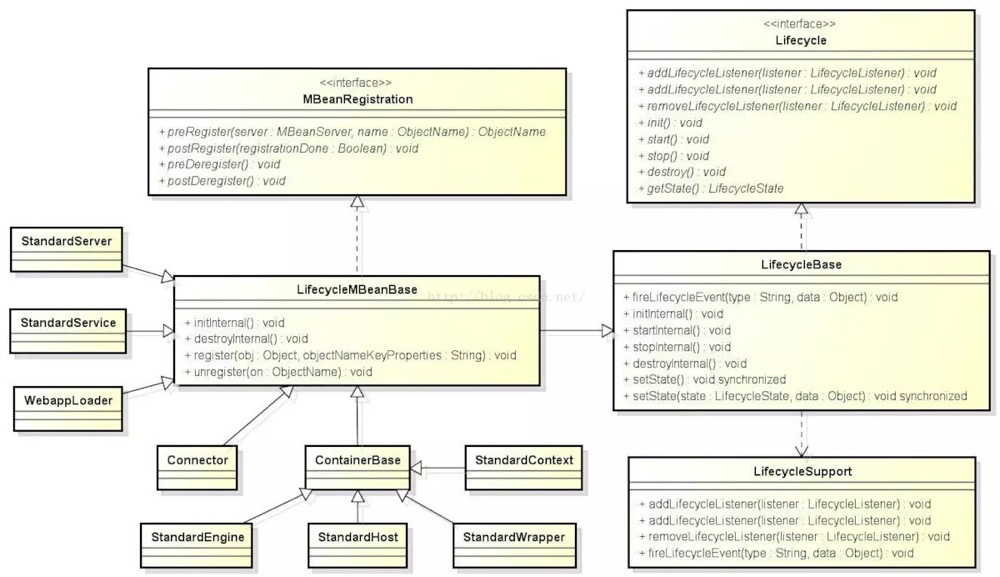 <<interface>>
Lifecycle
+ addLifecycleListener(listener : LifecycleListener) : void
+ addLifecycleListener(listener : LifecycleListener) : void
+ removeLifecycleListener(listener : LifecycleListener) : void
+ init() : void
+ start() : void
+ stop() : void
+ destroy() : void
+ getState() : LifecycleState
<<interface>>
MBeanRegistration
+ preRegister(server : MBeanServer, name : ObjectName) : ObjectName
+ postRegister(registrationDone : Boolean) : void
+ preDeregister() : void
+ postDeregister() : void
StandardServer
StandardService
WebappLoader
LifecycleMBeanBase
+ initInternal() : void
+ destroyInternal() : void
+ register(obj : Object, objectNameKeyProperties : String) : void
+ unregister(on : ObjectName) : void
LifecycleBase
+ fireLifecycleEvent(type : String, data : Object) : void
+ initInternal() : void
+ startInternal() : void
+ stopInternal() : void
+ destroyInternal() : void
+ setState() : void synchronized
+ setState(state : LifecycleState, data : Object) : void synchronized
Connector
ContainerBase
StandardContext
StandardEngine
StandardHost
StandardWrapper
LifecycleSupport
+ addLifecycleListener(listener : LifecycleListener) : void
+ addLifecycleListener(listener : LifecycleListener) : void
+ removeLifecycleListener(listener : LifecycleListener) : void
+ fireLifecycleEvent(type : String, data : Object) : void